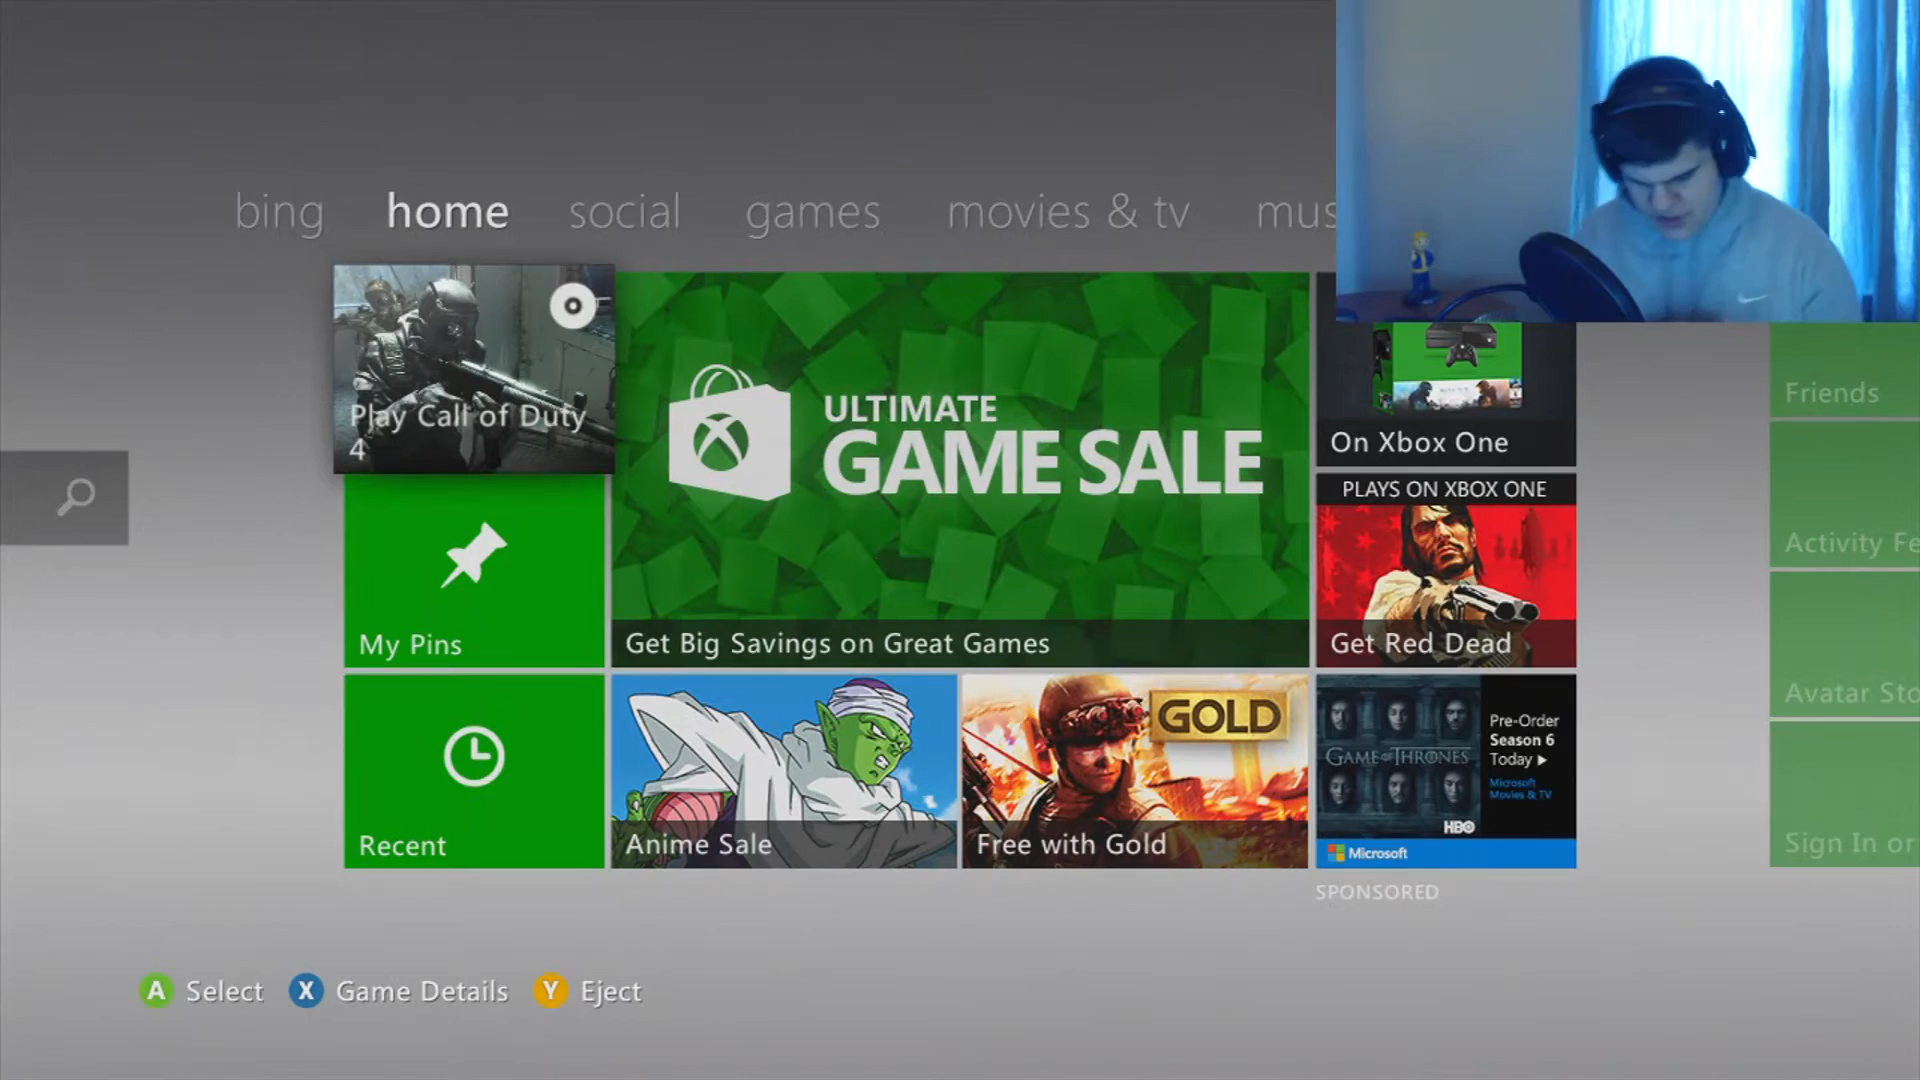 bing
home
social
games
movies & tv
mus
Play Call of Duty
4
ULTIMATE
GAME SALE
Get Big Savings on Great Games
On Xbox One
PLAYS ON XBOX ONE
Get Red Dead
My Pins
Recent
Anime Sale
GOLD
Free with Gold
GAME OF THRONES
Pre-Order
Season 6
Today
Microsoft
Movies & TV
HBO
Microsoft
SPONSORED
Friends
Activity Fe
Avatar Sto
Sign In or
A Select
X Game Details
Y Eject